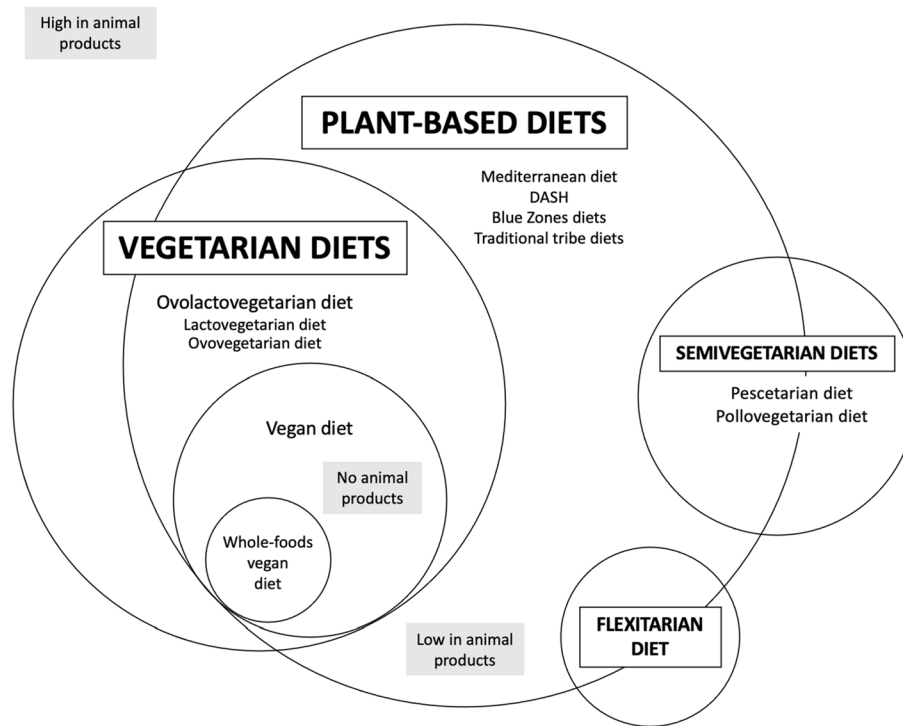 High in animal
products
PLANT-BASED DIETS
Mediterranean diet
DASH
Blue Zones diets
Traditional tribe diets
VEGETARIAN DIETS
Ovolactovegetarian diet
Lactovegetarian diet
Ovovegetarian diet
SEMIVEGETARIAN DIETS
Pescetarian diet
Pollovegetarian diet
Vegan diet
No animal
products
Whole-foods
vegan
diet
FLEXITARIAN
DIET
Low in animal
products